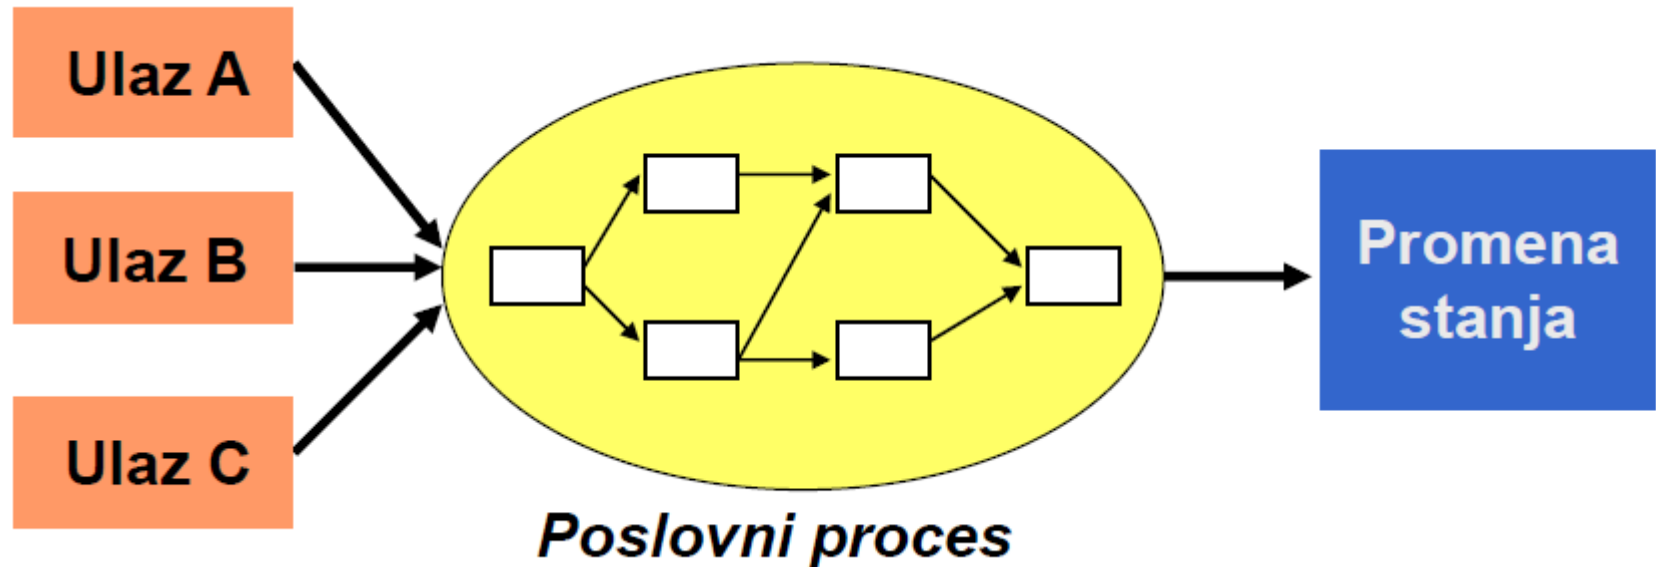 Ulaz A
Ulaz B
Ulaz C
Poslovni proces
Promena
stanja